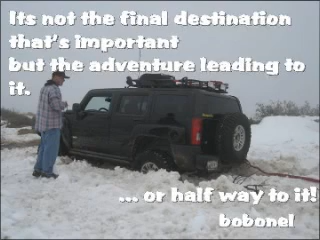 Its not the final destination
that's important
but the adventure leading to
it.
... or half way to it!
bobonel